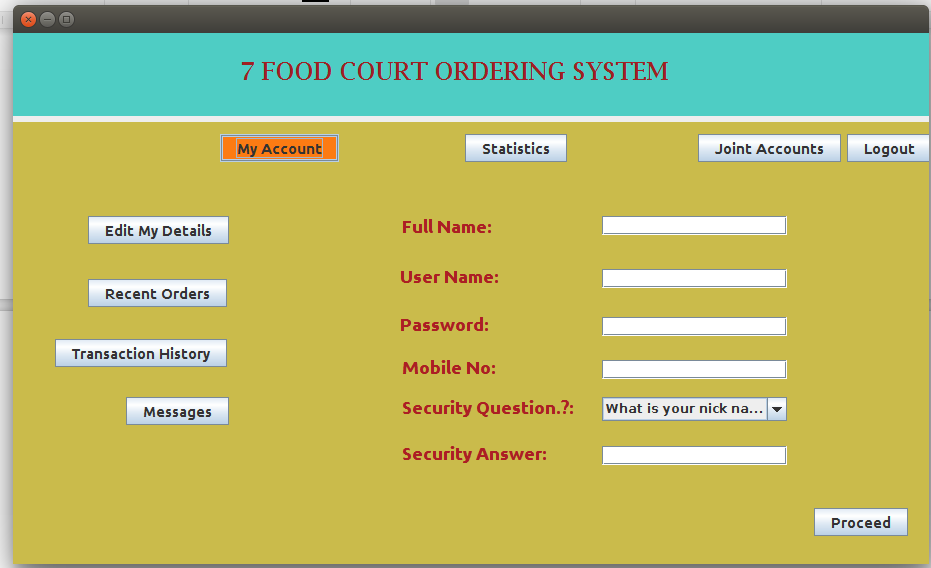 7 FOOD COURT ORDERING SYSTEM
My Account Statistics Joint Accounts Logout
Edit My Details
Recent Orders
Transaction History
Messages
Full Name:
User Name:
Password:
Mobile No:
Security Question.?: What is your nick na...
Security Answer:
Proceed